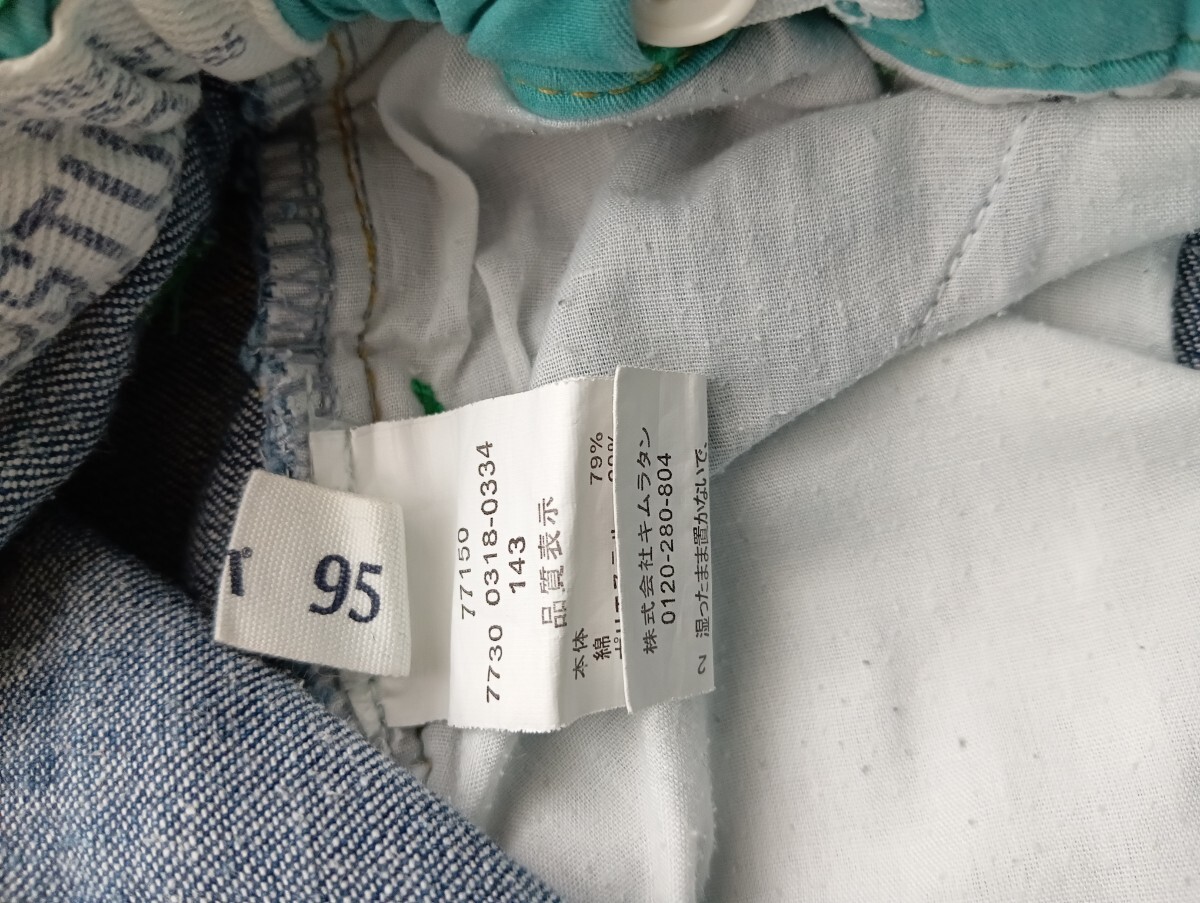 95
77150
7730 0318-0334
143
品質表示
本体
綿 79%
株式会社キムラタン
0120-280-804
2 湿ったまま置かないで、